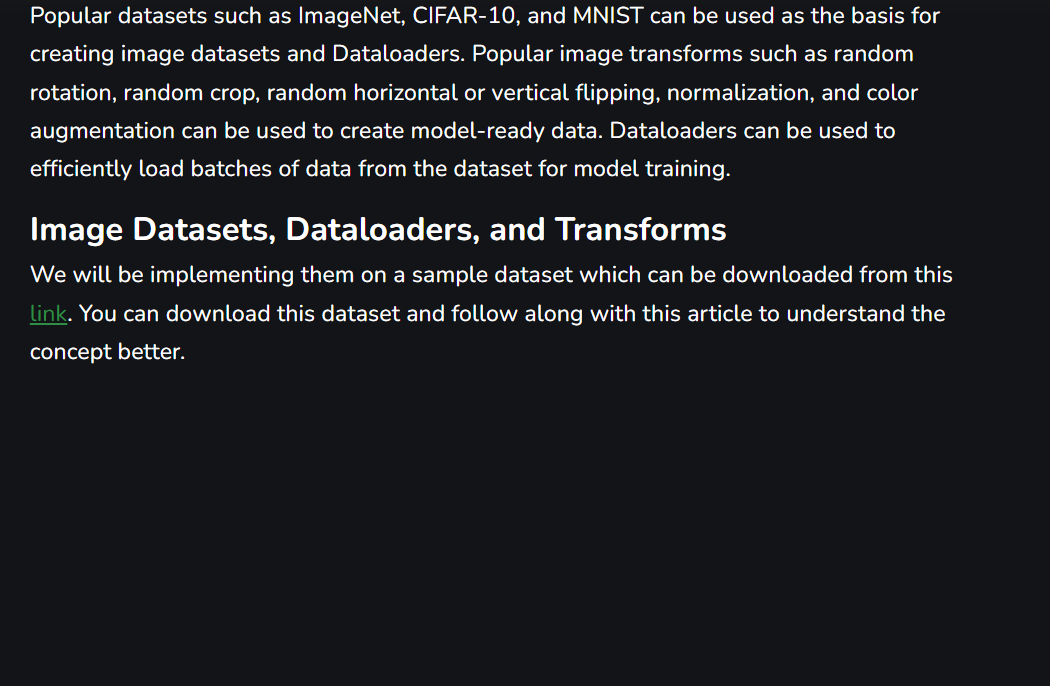 Popular datasets such as ImageNet, CIFAR-10, and MNIST can be used as the basis for
creating image datasets and Dataloaders. Popular image transforms such as random
rotation, random crop, random horizontal or vertical flipping, normalization, and color
augmentation can be used to create model-ready data. Dataloaders can be used to
efficiently load batches of data from the dataset for model training.
Image Datasets, Dataloaders, and Transforms
We will be implementing them on a sample dataset which can be downloaded from this
link. You can download this dataset and follow along with this article to understand the
concept better.